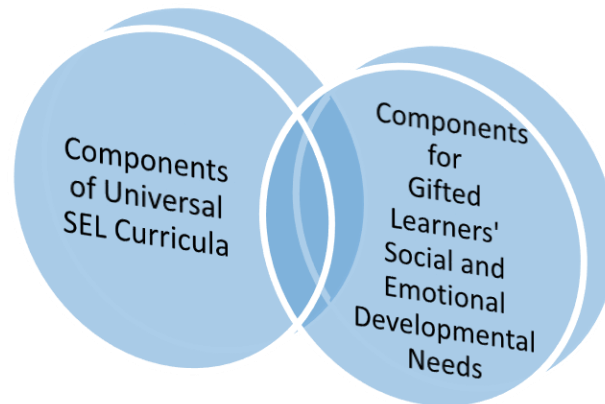 Components
of Universal
SEL Curricula
Components
for
Gifted
Learners'
Social and
Emotional
Developmental
Needs